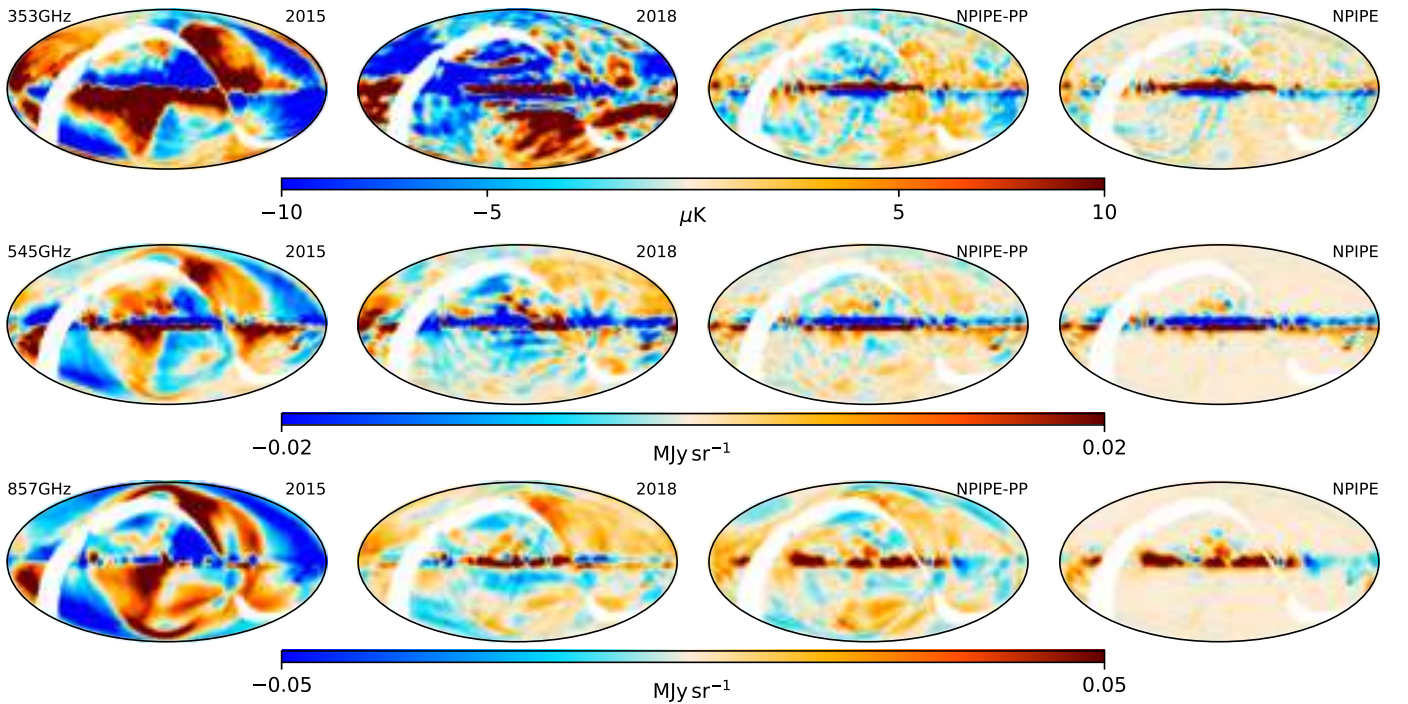 353GHz 2015 2018 NPIPE-PP NPIPE
−10 −5 μK 5 10
545GHz 2015 2018 NPIPE-PP NPIPE
−0.02 MJy sr⁻¹ 0.02
857GHz 2015 2018 NPIPE-PP NPIPE
−0.05 MJy sr⁻¹ 0.05